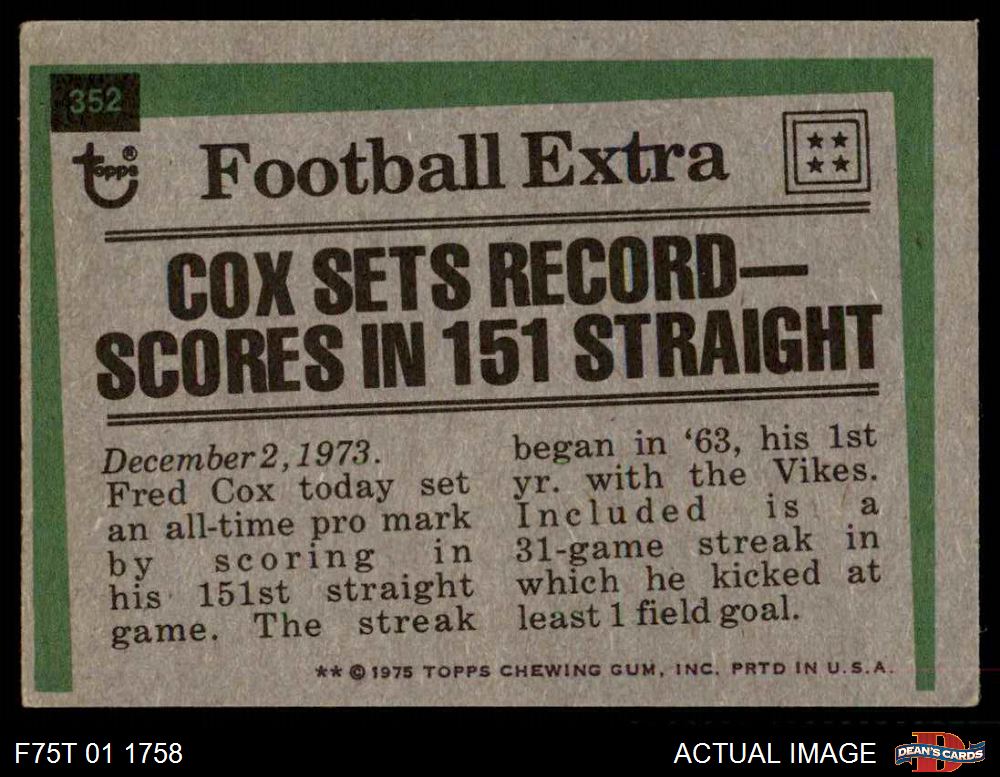 352
topps®
Football Extra
COX SETS RECORD—
SCORES IN 151 STRAIGHT
December 2, 1973.
Fred Cox today set
an all-time pro mark
by scoring in
his 151st straight
game. The streak
began in ‘63, his 1st
yr. with the Vikes.
Included is a
31-game streak in
which he kicked at
least 1 field goal.
** © 1975 TOPPS CHEWING GUM, INC. PRTD IN U.S.A.
F75T 01 1758
ACTUAL IMAGE
DEAN'S CARDS